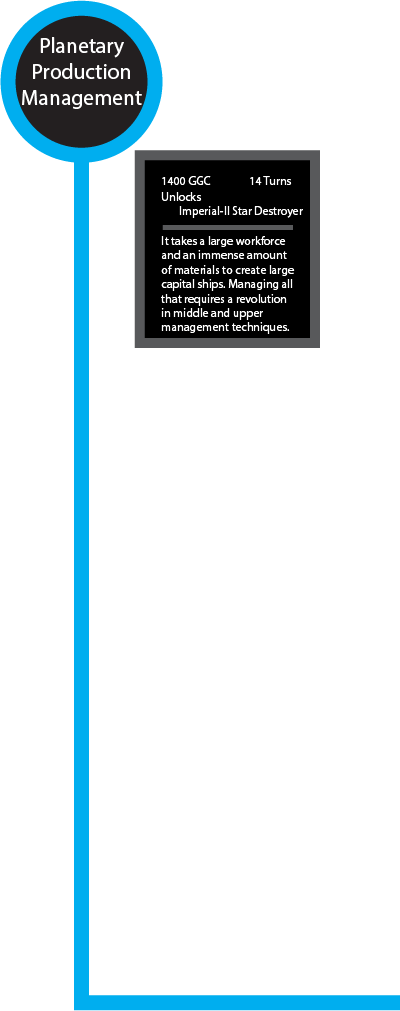 Planetary
Production
Management
1400 GGC 14 Turns
Unlocks
Imperial-II Star Destroyer
It takes a large workforce
and an immense amount
of materials to create large
capital ships. Managing all
that requires a revolution
in middle and upper
management techniques.